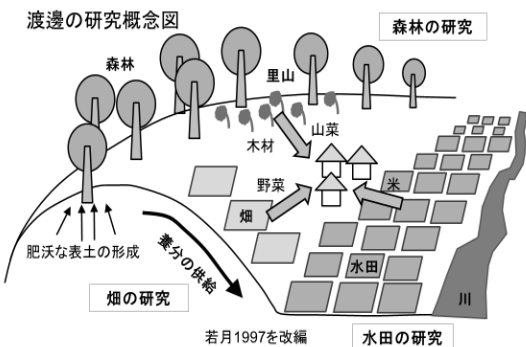 渡邊の研究概念図
森林の研究
森林
里山
山菜
木材
野菜
米
畑
肥沃な表土の形成
養分の供給
水田
川
畑の研究
若月1997を改編
水田の研究